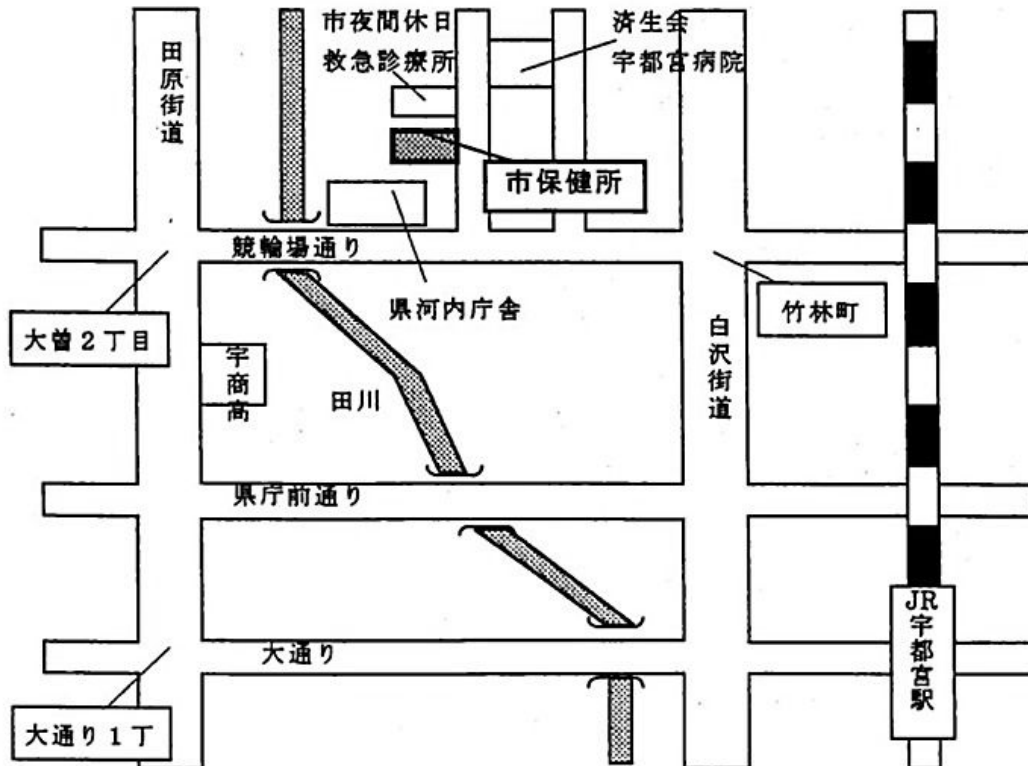 市夜間休日
救急診療所
済生会
宇都宮病院
田原街道
市保健所
競輪場通り
県河内庁舎
竹林町
大曽２丁目
宇商高
田川
白沢街道
県庁前通り
大通り
JR宇都宮駅
大通り１丁